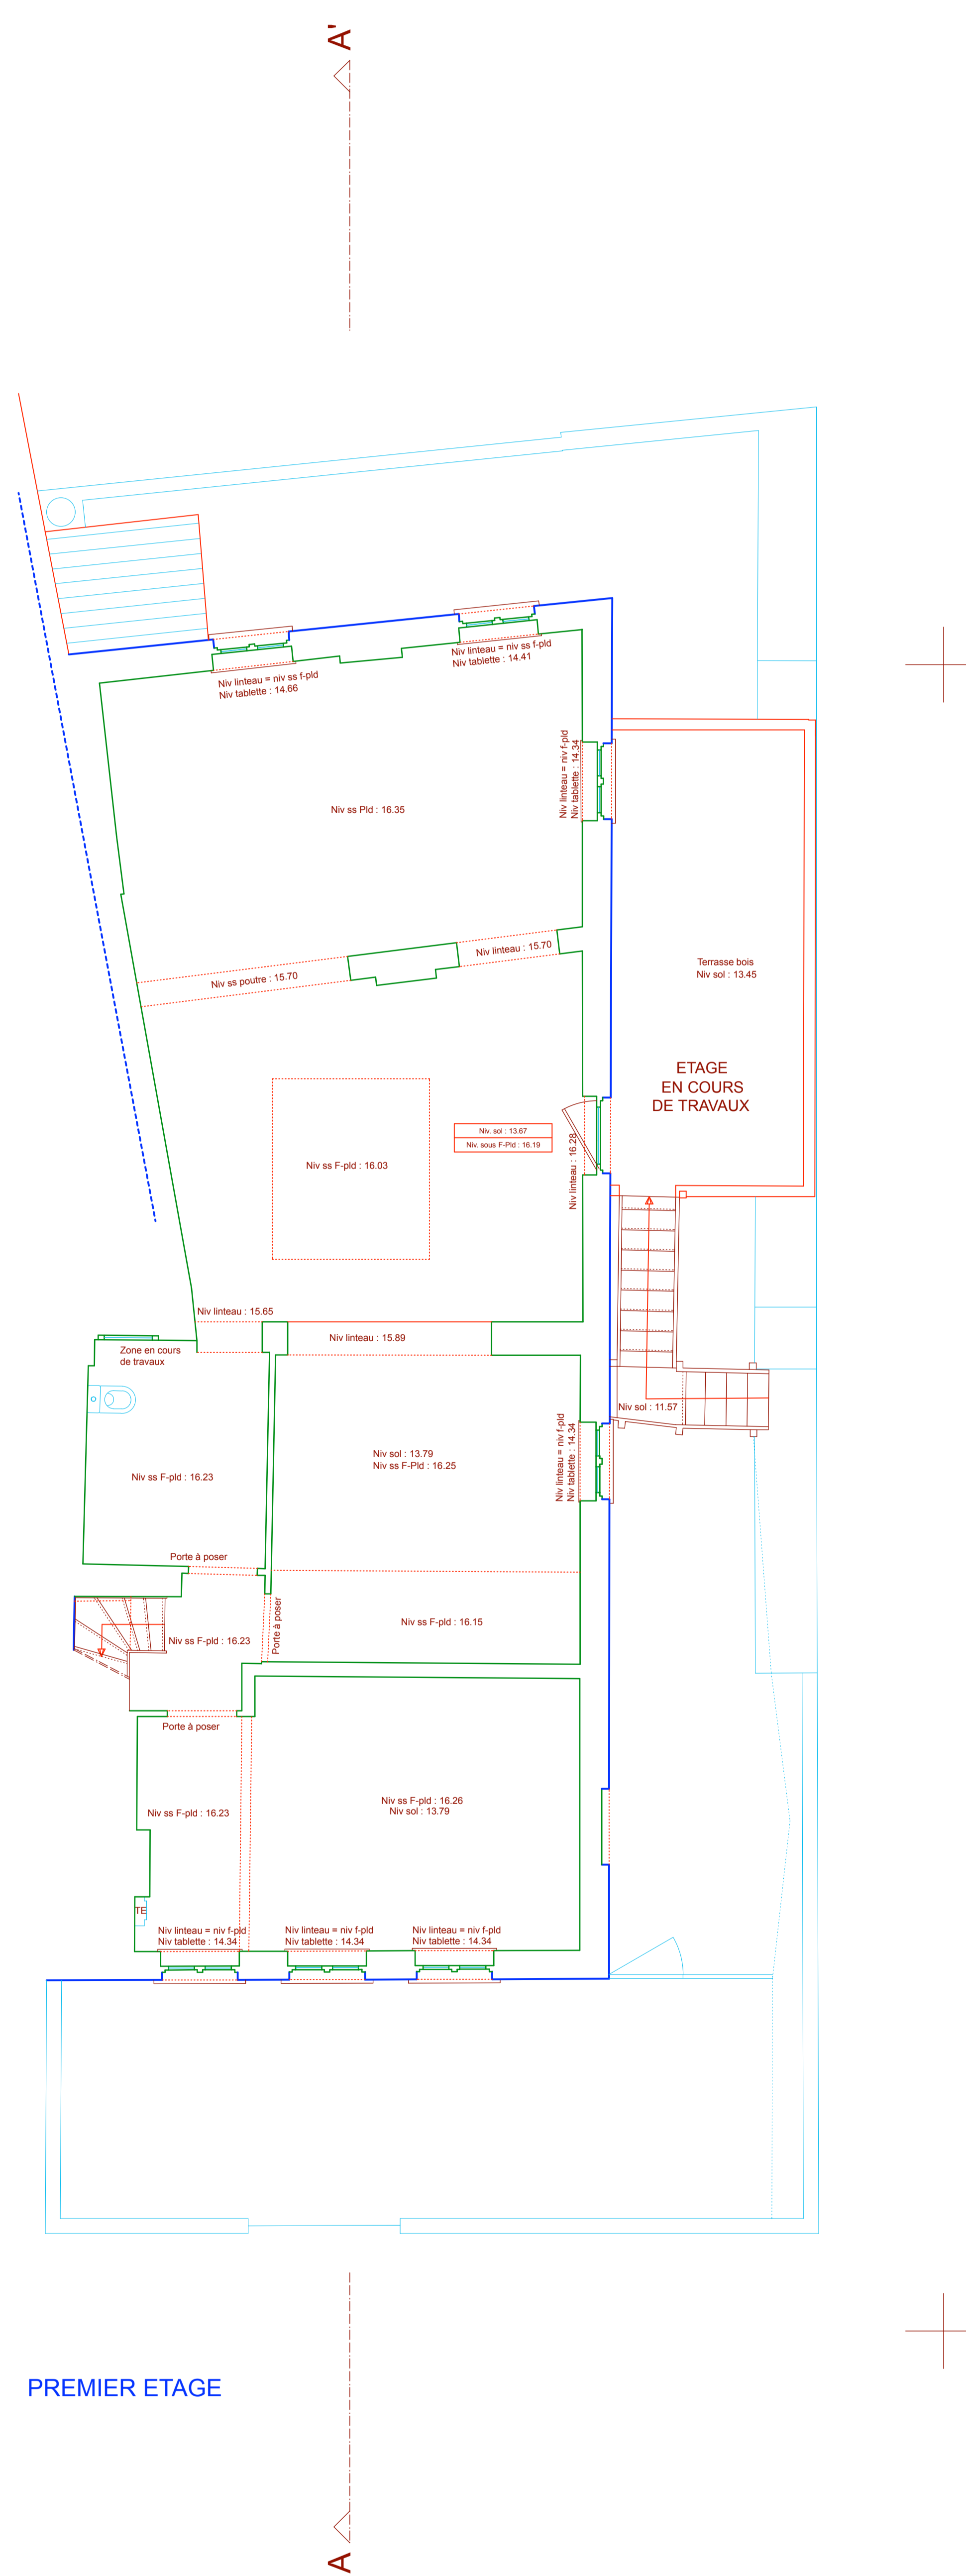 A'
Niv linteau = niv ss f-pld
Niv tablette : 14.41
Niv linteau = niv ss f-pld
Niv tablette : 14.66
Niv linteau = niv f-pld
Niv tablette : 14.34
Niv ss Pld : 16.35
Niv linteau : 15.70
Terrasse bois
Niv sol : 13.45
Niv ss poutre : 15.70
ETAGE
EN COURS
DE TRAVAUX
Niv. sol : 13.67
Niv. sous F-Pld : 16.19
Niv ss F-pld : 16.03
Niv linteau : 16.28
Niv linteau : 15.65
Niv linteau : 15.89
Zone en cours
de travaux
Niv sol : 11.57
Niv linteau = niv f-pld
Niv tablette : 14.34
Niv sol : 13.79
Niv ss F-Pld : 16.25
Niv ss F-pld : 16.23
Porte à poser
Niv ss F-pld : 16.15
Porte à poser
Niv ss F-pld : 16.23
Porte à poser
Niv ss F-pld : 16.26
Niv sol : 13.79
Niv ss F-pld : 16.23
TE
Niv linteau = niv f-pld
Niv tablette : 14.34
Niv linteau = niv f-pld
Niv tablette : 14.34
Niv linteau = niv f-pld
Niv tablette : 14.34
PREMIER ETAGE
A